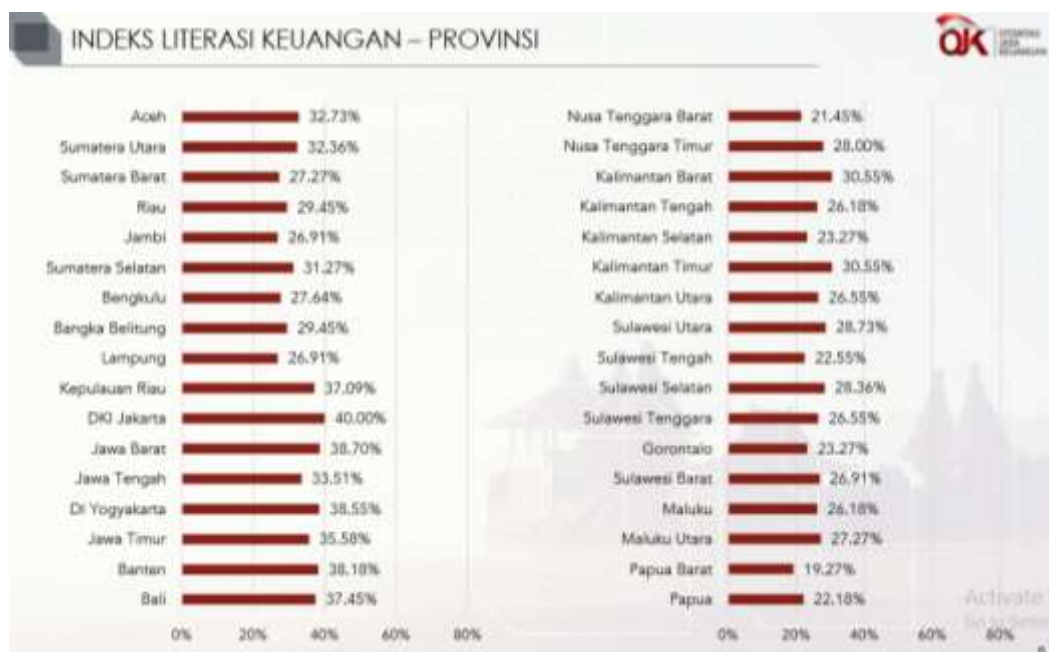 INDEKS LITERASI KEUANGAN – PROVINSI
OJK OTORITAS
JASA
KEUANGAN
Aceh 32.73%
Sumatera Utara 32.36%
Sumatera Barat 27.27%
Riau 29.45%
Jambi 26.91%
Sumatera Selatan 31.27%
Bengkulu 27.64%
Bangka Belitung 29.45%
Lampung 26.91%
Kepulauan Riau 37.09%
DKI Jakarta 40.00%
Jawa Barat 38.70%
Jawa Tengah 33.51%
DI Yogyakarta 38.55%
Jawa Timur 35.58%
Banten 38.18%
Bali 37.45%
0% 20% 40% 60% 80%
Nusa Tenggara Barat 21.45%
Nusa Tenggara Timur 28.00%
Kalimantan Barat 30.55%
Kalimantan Tengah 26.18%
Kalimantan Selatan 23.27%
Kalimantan Timur 30.55%
Kalimantan Utara 26.55%
Sulawesi Utara 28.73%
Sulawesi Tengah 22.55%
Sulawesi Selatan 28.36%
Sulawesi Tenggara 26.55%
Gorontalo 23.27%
Sulawesi Barat 26.91%
Maluku 26.18%
Maluku Utara 27.27%
Papua Barat 19.27%
Papua 22.18%
0% 20% 40% 60% 80%
Activate
Go to